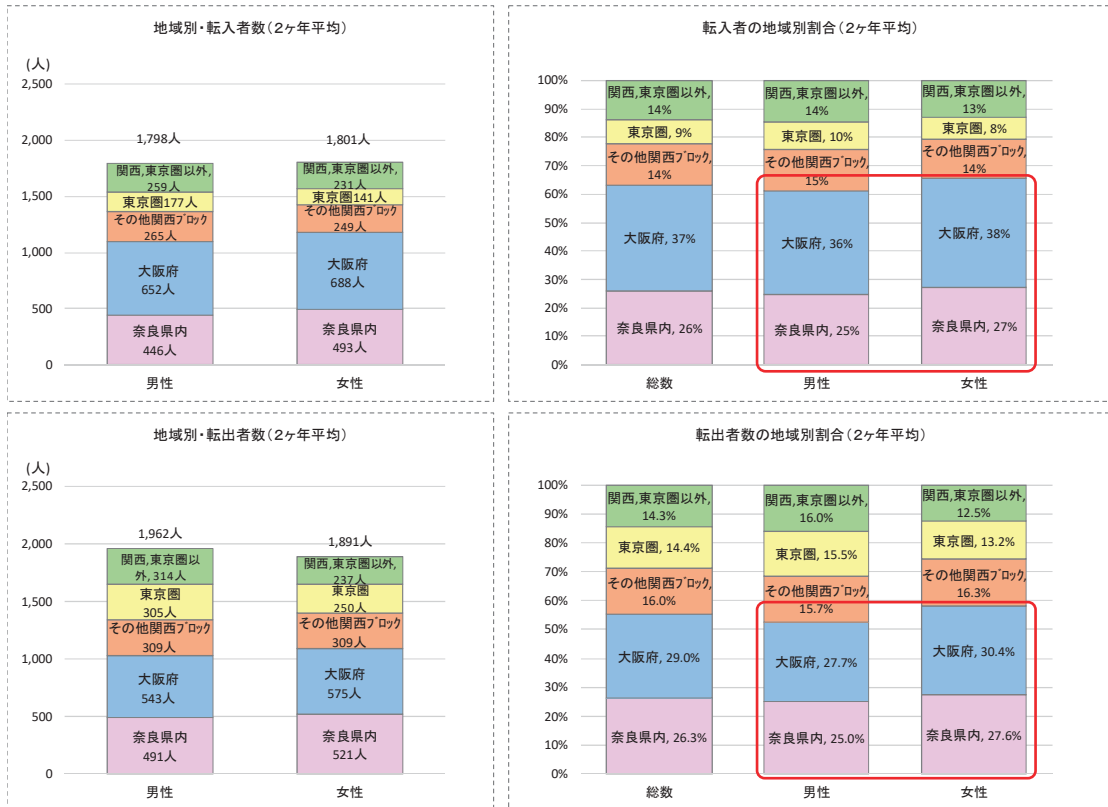 地域別・転入者数(2ヶ年平均)
(人)
2,500
2,000
1,500
1,000
500
0
1,798人
関西,東京圏以外,
259人
東京圏177人
その他関西ブロック
265人
大阪府
652人
奈良県内
446人
男性
1,801人
関西,東京圏以外,
231人
東京圏141人
その他関西ブロック
249人
大阪府
688人
奈良県内
493人
女性
転入者の地域別割合(2ヶ年平均)
100%
90%
80%
70%
60%
50%
40%
30%
20%
10%
0%
関西,東京圏以外,
14%
東京圏, 9%
その他関西ブロック,
14%
大阪府, 37%
奈良県内, 26%
総数
関西,東京圏以外,
14%
東京圏, 10%
その他関西ブロック,
15%
大阪府, 36%
奈良県内, 25%
男性
関西,東京圏以外,
13%
東京圏, 8%
その他関西ブロック,
14%
大阪府, 38%
奈良県内, 27%
女性
地域別・転出者数(2ヶ年平均)
(人)
2,500
2,000
1,500
1,000
500
0
1,962人
関西,東京圏以
外, 314人
東京圏
305人
その他関西ブロック
309人
大阪府
543人
奈良県内
491人
男性
1,891人
関西,東京圏以外,
237人
東京圏
250人
その他関西ブロック
309人
大阪府
575人
奈良県内
521人
女性
転出者数の地域別割合(2ヶ年平均)
100%
90%
80%
70%
60%
50%
40%
30%
20%
10%
0%
関西,東京圏以外,
14.3%
東京圏, 14.4%
その他関西ブロック,
16.0%
大阪府, 29.0%
奈良県内, 26.3%
総数
関西,東京圏以外,
16.0%
東京圏, 15.5%
その他関西ブロック,
15.7%
大阪府, 27.7%
奈良県内, 25.0%
男性
関西,東京圏以外,
12.5%
東京圏, 13.2%
その他関西ブロック,
16.3%
大阪府, 30.4%
奈良県内, 27.6%
女性